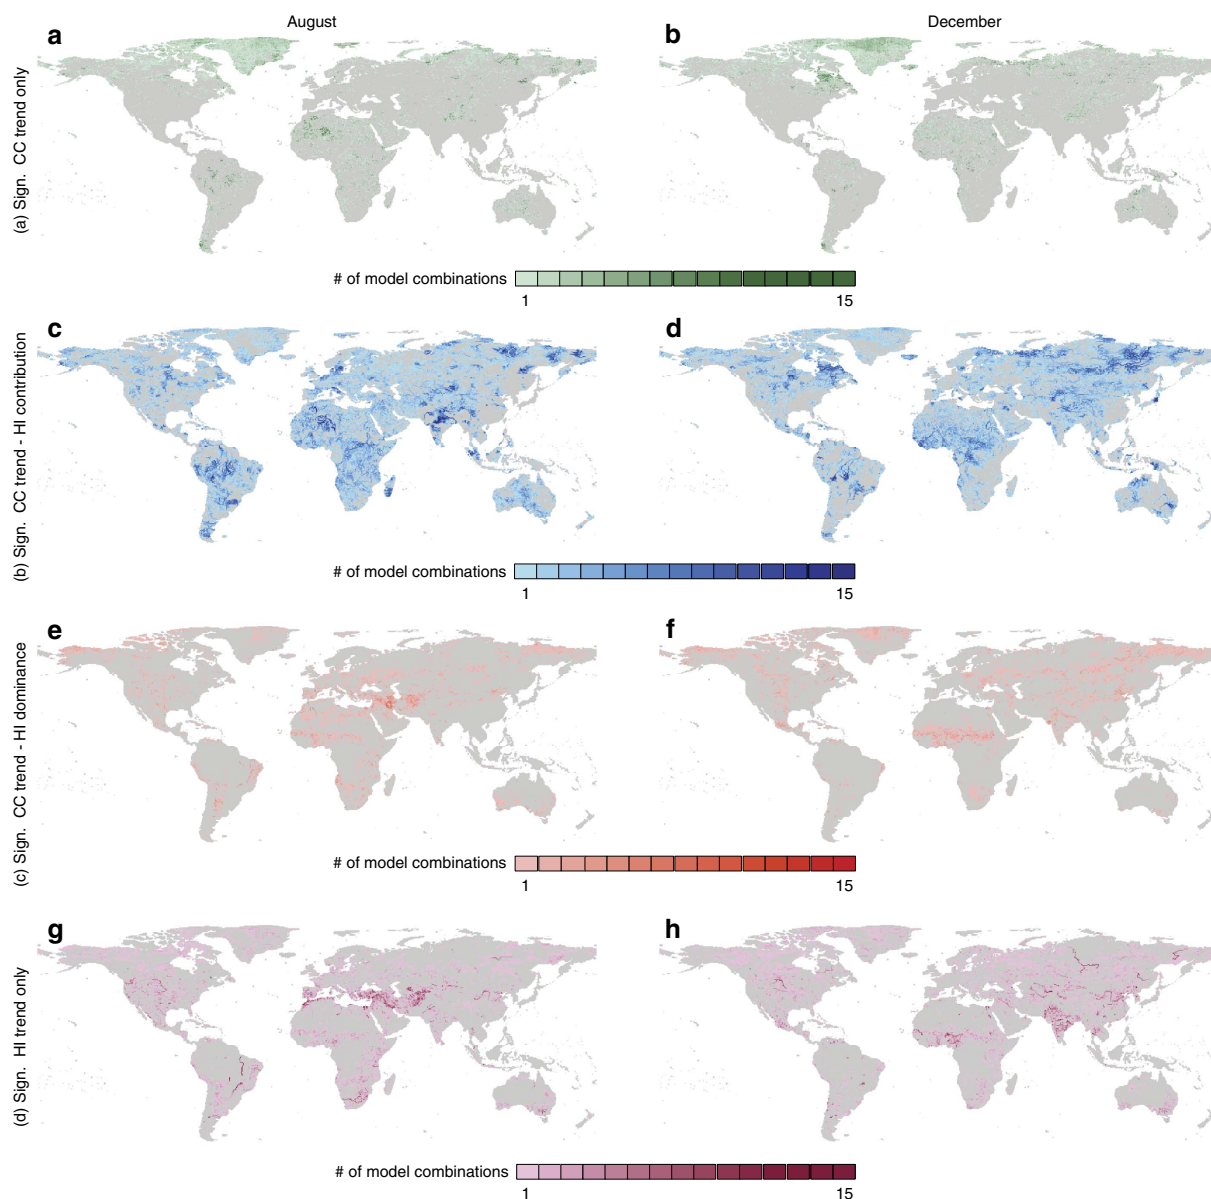 August
December
a
b
(a) Sign. CC trend only
# of model combinations
1
15
c
d
(b) Sign. CC trend - HI contribution
# of model combinations
1
15
e
f
(c) Sign. CC trend - HI dominance
# of model combinations
1
15
g
h
(d) Sign. HI trend only
# of model combinations
1
15